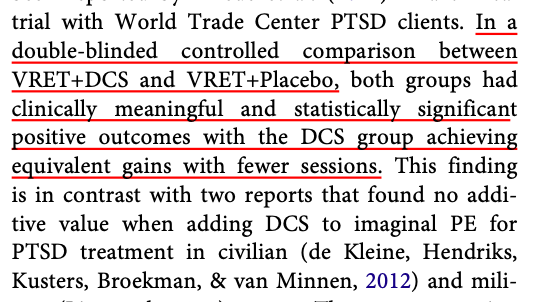 trial with World Trade Center PTSD clients. In a
double-blinded controlled comparison between
VRET+DCS and VRET+Placebo, both groups had
clinically meaningful and statistically significant
positive outcomes with the DCS group achieving
equivalent gains with fewer sessions. This finding
is in contrast with two reports that found no addi-
tive value when adding DCS to imaginal PE for
PTSD treatment in civilian (de Kleine, Hendriks,
Kusters, Broekman, & van Minnen, 2012) and mili-